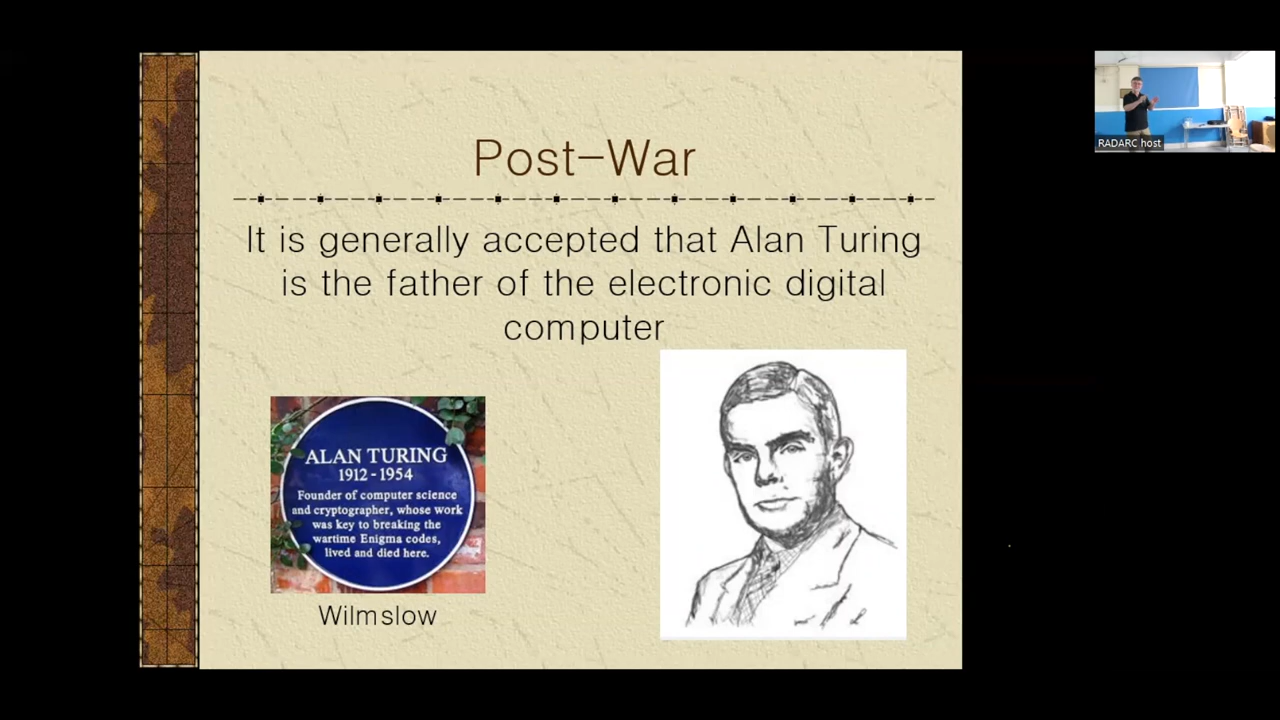 Post-War
It is generally accepted that Alan Turing
is the father of the electronic digital
computer
ALAN TURING
1912 - 1954
Founder of computer science
and cryptographer, whose work
was key to breaking the
wartime Enigma codes,
lived and died here.
Wilmslow
RADARC host